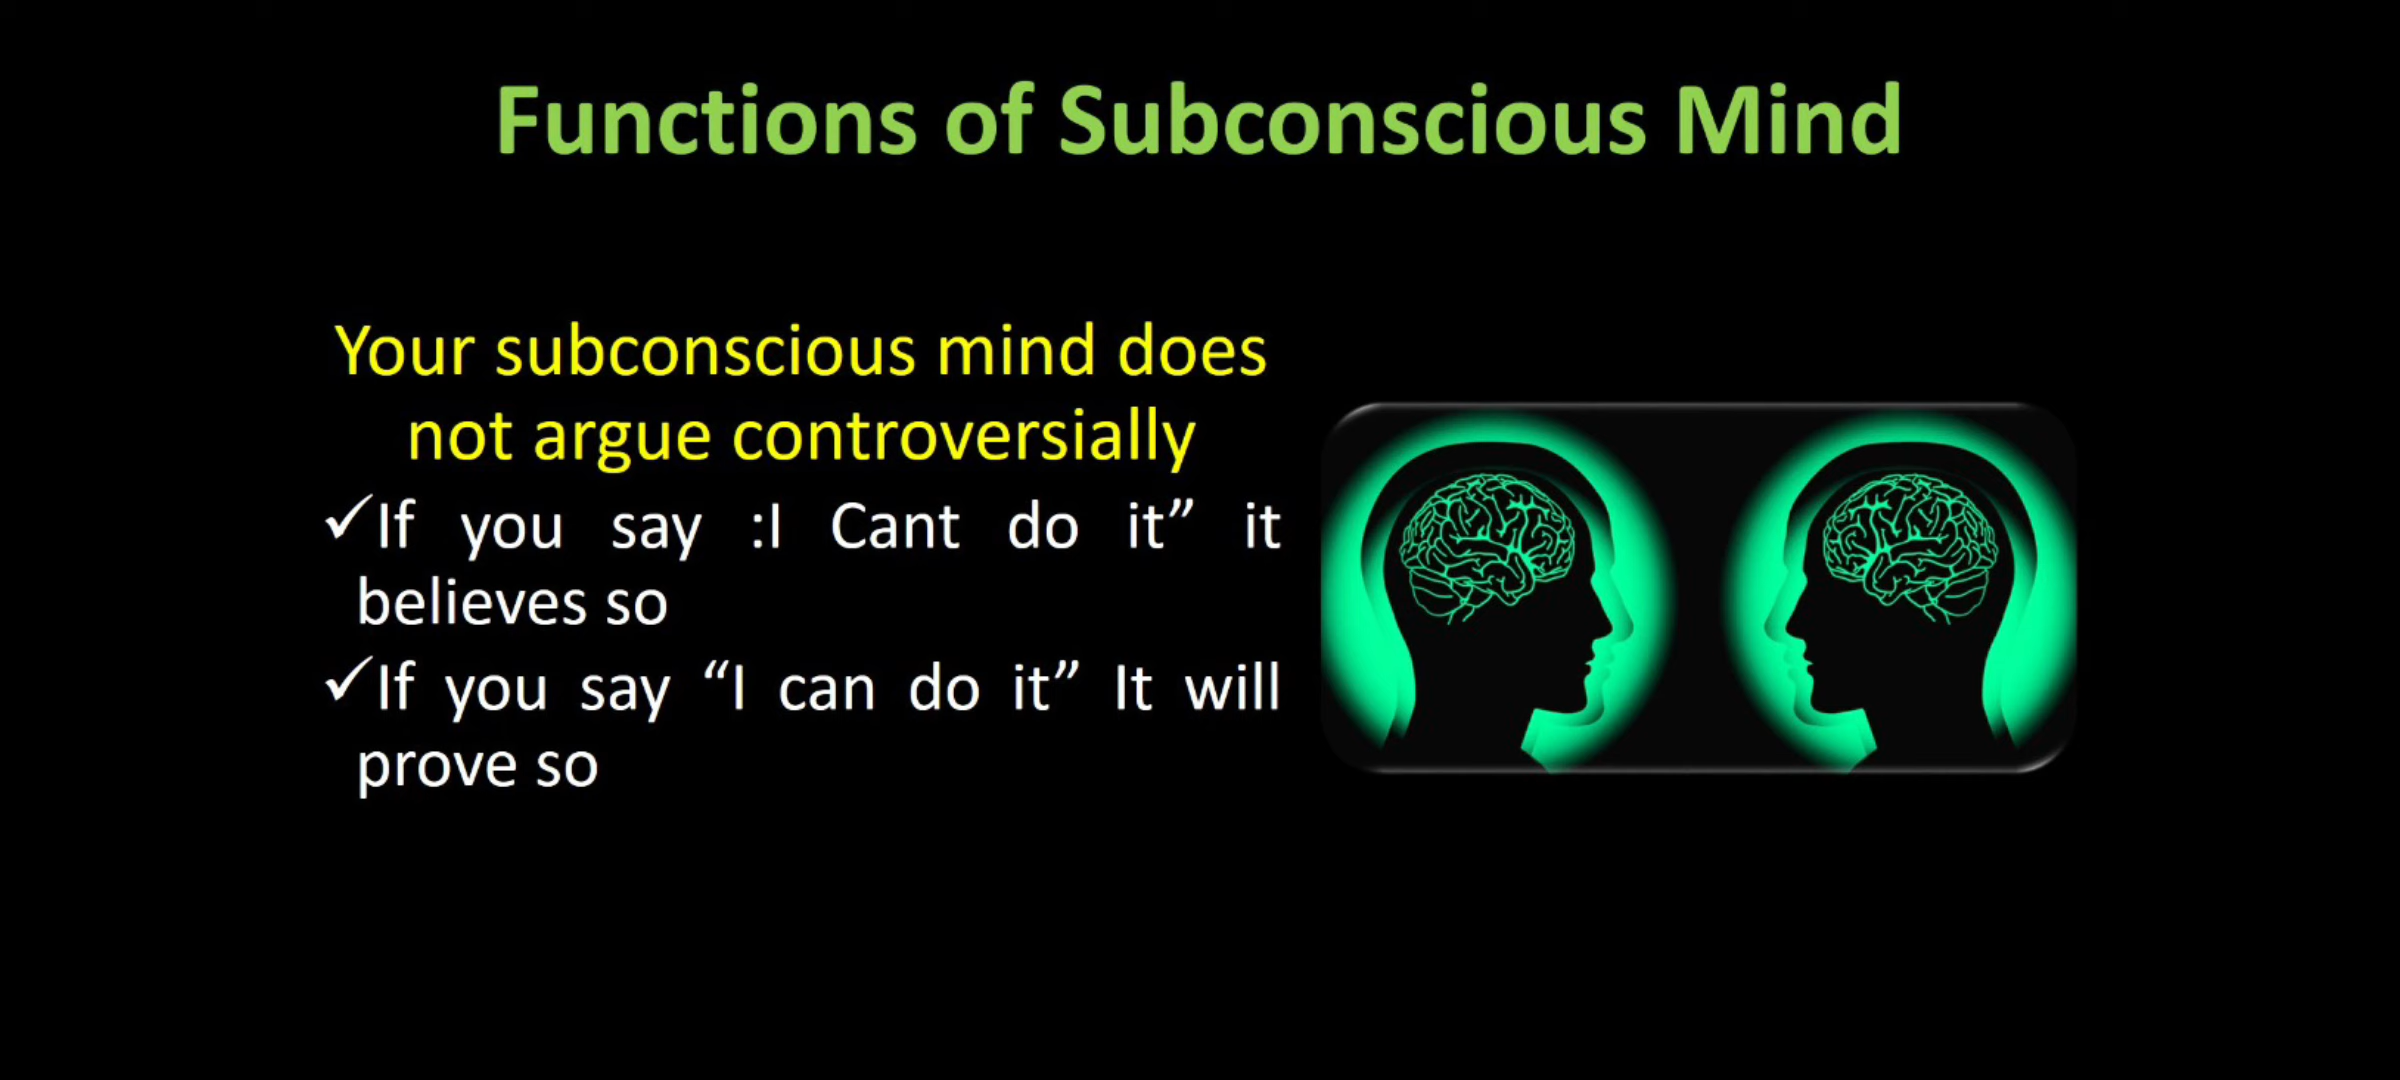 Functions of Subconscious Mind
Your subconscious mind does
not argue controversially
✓If you say :I Cant do it” it
believes so
✓If you say “I can do it” It will
prove so